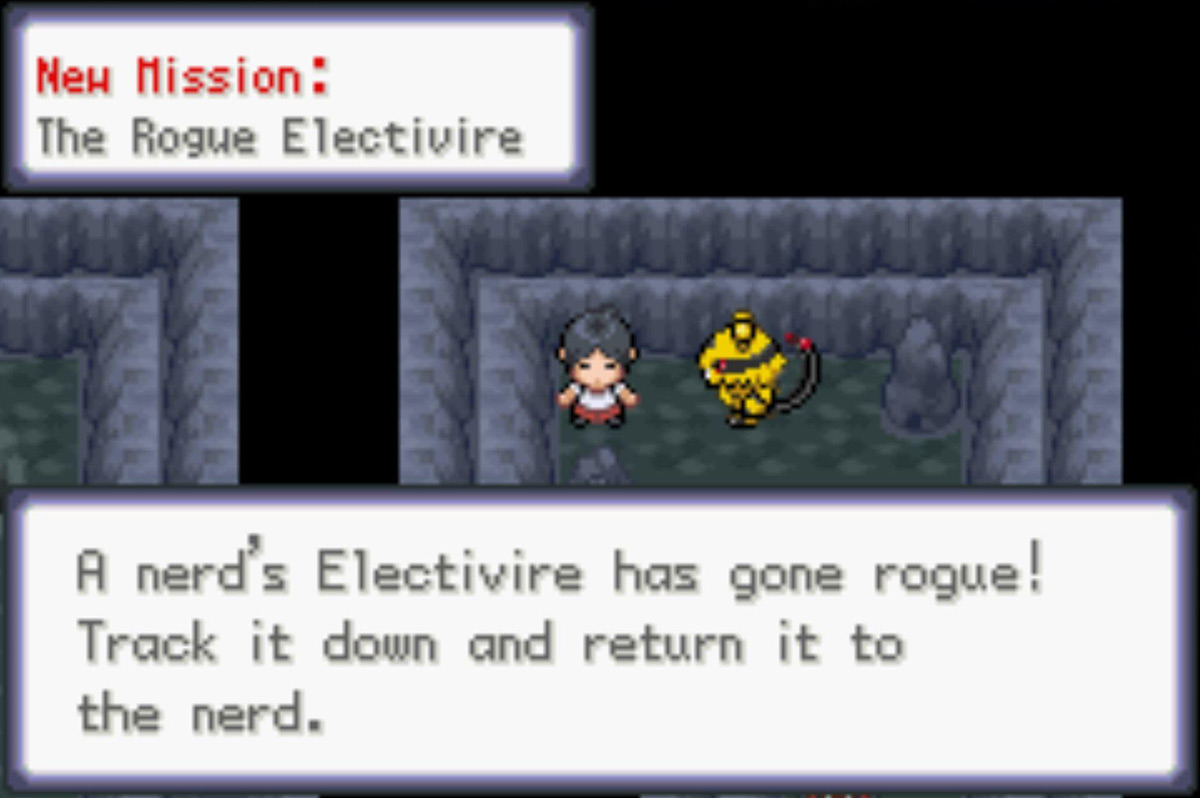 New Mission:
The Rogue Electivire
A nerd's Electivire has gone rogue!
Track it down and return it to
the nerd.